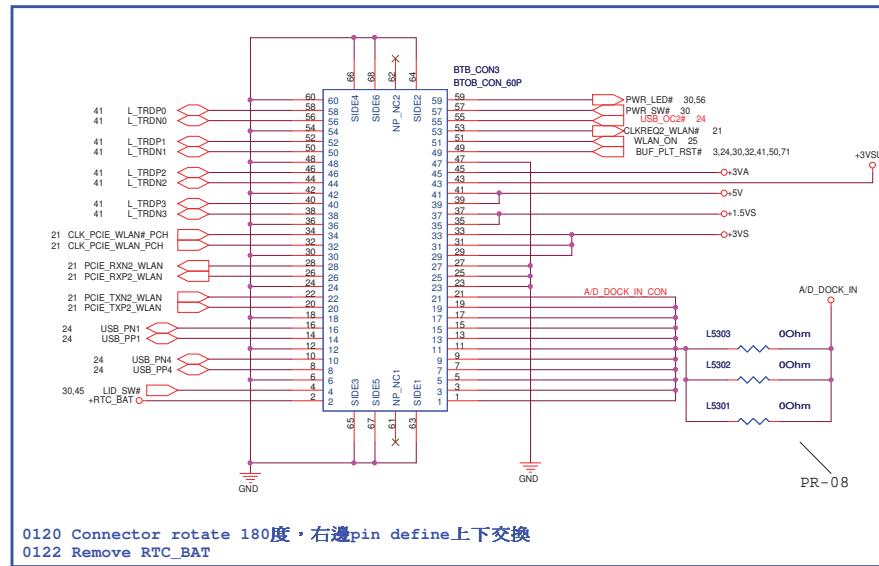 BTB_CON3
BTOB_CON_60P
66 68 62 64
SIDE4 SIDE6 NP_NC2 SIDE2
60 60 59 59 PWR_LED# 30,56
41 L_TRDP0 58 58 57 57 PWR_SW# 30
41 L_TRDN0 56 56 55 55 USB_OC2# 24
54 54 53 53 CLKREQ2_WLAN# 21
41 L_TRDP1 52 52 51 51 WLAN_ON 25
41 L_TRDN1 50 50 49 49 BUF_PLT_RST# 3,24,30,32,41,50,71
48 48 47 47 +3VSU
41 L_TRDP2 46 46 45 45 +3VA
41 L_TRDN2 44 44 43 43
42 42 41 41 +5V
41 L_TRDP3 40 40 39 39
41 L_TRDN3 38 38 37 37 +1.5VS
36 36 35 35
21 CLK_PCIE_WLAN#_PCH 34 34 33 33 +3VS
21 CLK_PCIE_WLAN_PCH 32 32 31 31
30 30 29 29
21 PCIE_RXN2_WLAN 28 28 27 27
21 PCIE_RXP2_WLAN 26 26 25 25
24 24 23 23
21 PCIE_TXN2_WLAN 22 22 21 21 A/D_DOCK_IN_CON A/D_DOCK_IN
21 PCIE_TXP2_WLAN 20 20 19 19
18 18 17 17
24 USB_PN1 16 16 15 15
24 USB_PP1 14 14 13 13 L5303 0Ohm
12 12 11 11
24 USB_PN4 10 10 9 9
24 USB_PP4 8 8 7 7 L5302 0Ohm
6 6 5 5
30,45 LID_SW# 4 4 3 3
+RTC_BAT 2 2 1 1 L5301 0Ohm
SIDE3 SIDE5 NP_NC1 SIDE1
65 67 61 63
GND GND
PR-08
0120 Connector rotate 180度，右邊pin define上下交換
0122 Remove RTC_BAT